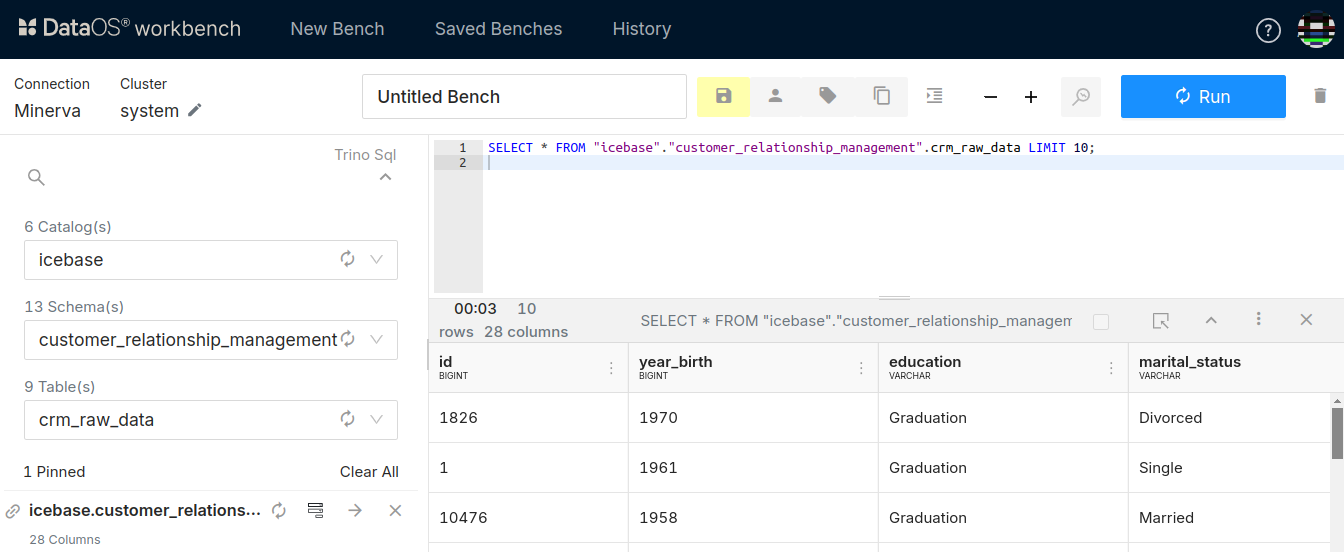 DataOS® workbench New Bench Saved Benches History ?
Connection Cluster
Minerva system
Untitled Bench
Run
Trino Sql
6 Catalog(s)
icebase
13 Schema(s)
customer_relationship_management
9 Table(s)
crm_raw_data
1 Pinned Clear All
icebase.customer_relations...
28 Columns
1 SELECT * FROM "icebase"."customer_relationship_management".crm_raw_data LIMIT 10;
2
00:03 10
rows 28 columns
SELECT * FROM "icebase"."customer_relationship_managem
id year_birth education marital_status
BIGINT BIGINT VARCHAR VARCHAR
1826 1970 Graduation Divorced
1 1961 Graduation Single
10476 1958 Graduation Married